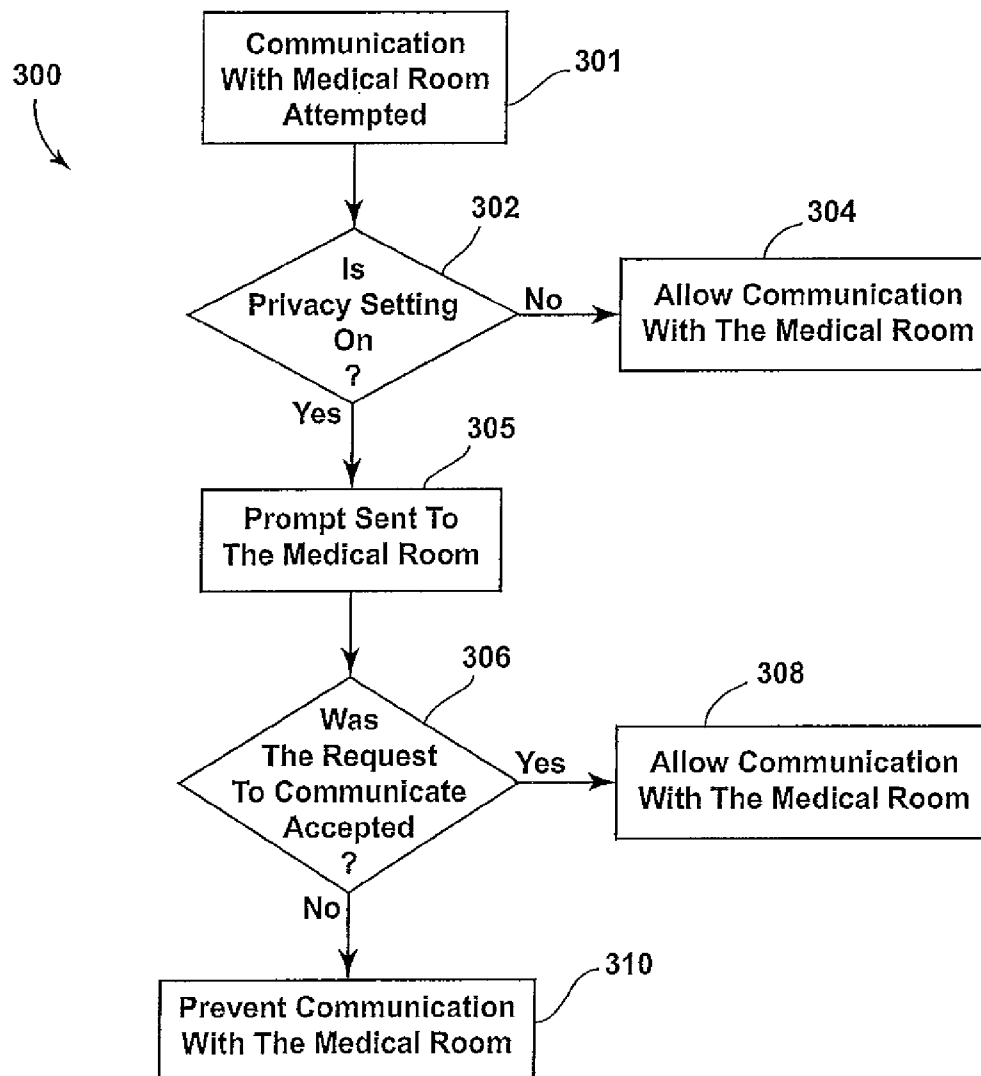 300
Communication
With Medical Room
Attempted
301
302
Is
Privacy Setting
On
?
No
304
Allow Communication
With The Medical Room
Yes
305
Prompt Sent To
The Medical Room
306
Was
The Request
To Communicate
Accepted
?
Yes
308
Allow Communication
With The Medical Room
No
310
Prevent Communication
With The Medical Room